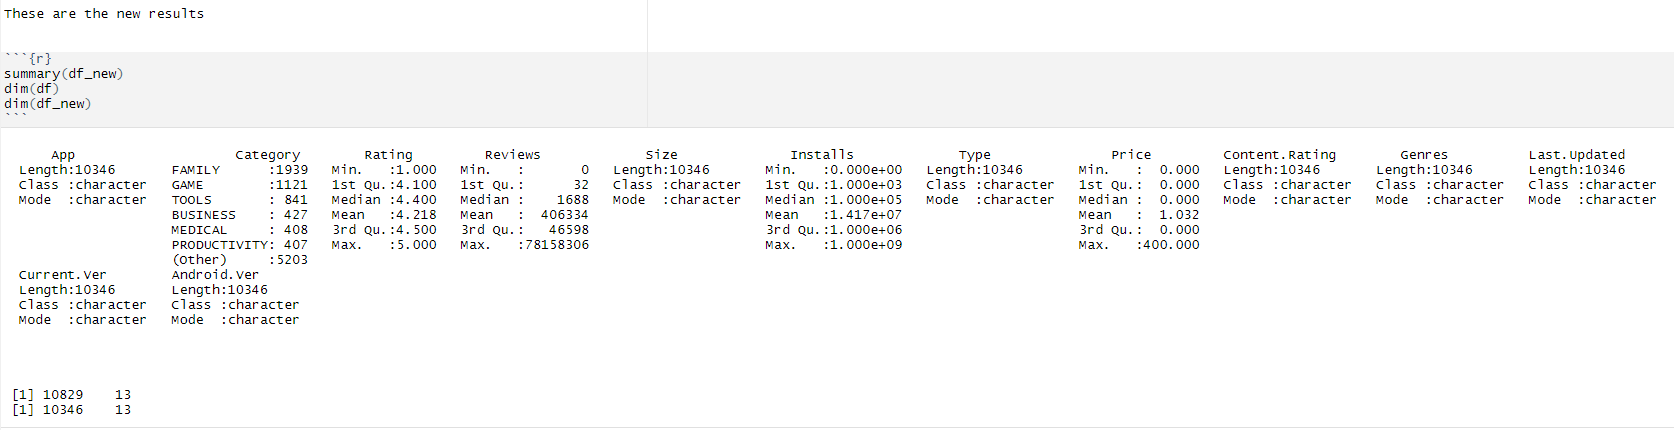 These are the new results
```{r}
summary(df_new)
dim(df)
dim(df_new)
```
App Category Rating Reviews Size Installs Type Price Content.Rating Genres Last.Updated
Length:10346 FAMILY :1939 Min. :1.000 Min. : 0 Length:10346 Min. :0.000e+00 Length:10346 Min. : 0.000 Length:10346 Length:10346 Length:10346
Class :character GAME :1121 1st Qu.:4.100 1st Qu.: 32 Class :character 1st Qu.:1.000e+03 Class :character 1st Qu.: 0.000 Class :character Class :character Class :character
Mode :character TOOLS : 841 Median :4.400 Median : 1688 Mode :character Median :1.000e+05 Mode :character Median : 0.000 Mode :character Mode :character Mode :character
BUSINESS : 427 Mean :4.218 Mean : 406334 Mean :1.417e+07 Mean : 1.032
MEDICAL : 408 3rd Qu.:4.500 3rd Qu.: 46598 3rd Qu.:1.000e+06 3rd Qu.: 0.000
PRODUCTIVITY: 407 Max. :5.000 Max. :78158306 Max. :1.000e+09 Max. :400.000
(Other) :5203
Current.Ver Android.Ver
Length:10346 Length:10346
Class :character Class :character
Mode :character Mode :character
[1] 10829 13
[1] 10346 13